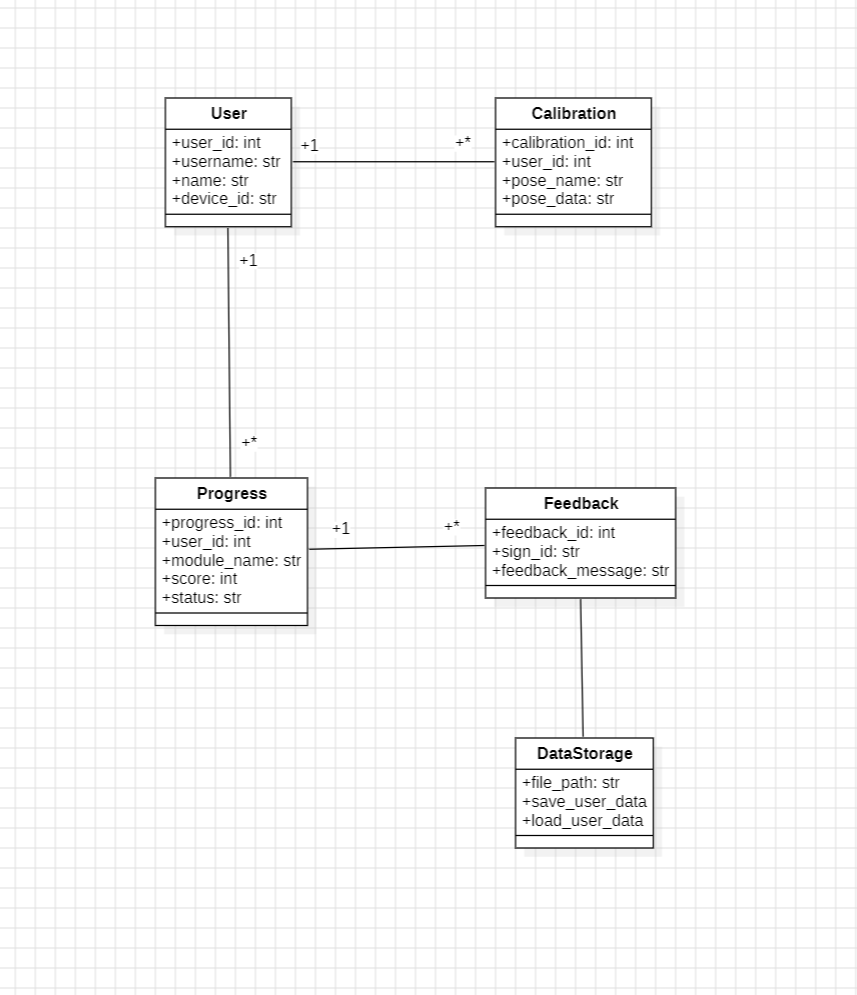 User
+user_id: int
+username: str
+name: str
+device_id: str
+1
+*
Calibration
+calibration_id: int
+user_id: int
+pose_name: str
+pose_data: str
+1
+*
Progress
+progress_id: int
+user_id: int
+module_name: str
+score: int
+status: str
+1
+*
Feedback
+feedback_id: int
+sign_id: str
+feedback_message: str
DataStorage
+file_path: str
+save_user_data
+load_user_data